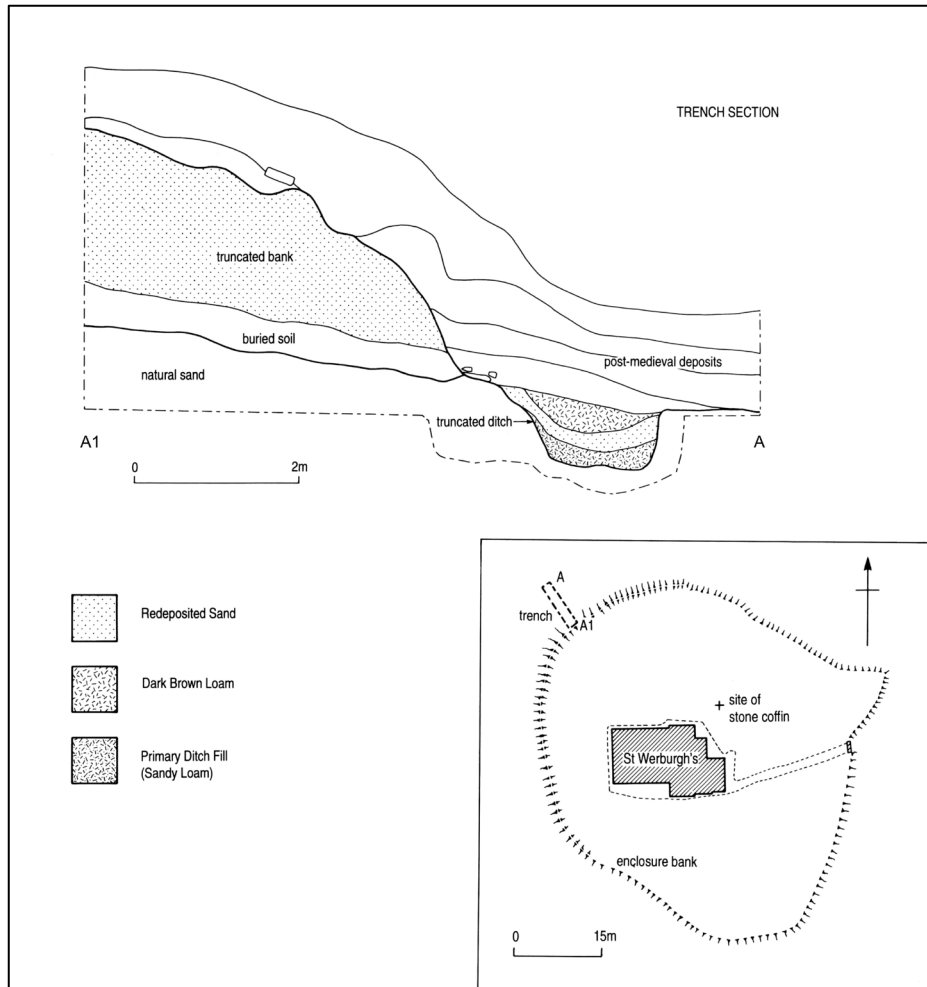 TRENCH SECTION
truncated bank
buried soil
post-medieval deposits
natural sand
truncated ditch
A1
A
0
2m
Redeposited Sand
Dark Brown Loam
Primary Ditch Fill
(Sandy Loam)
A
trench
A1
site of
stone coffin
St Werburgh's
enclosure bank
0
15m